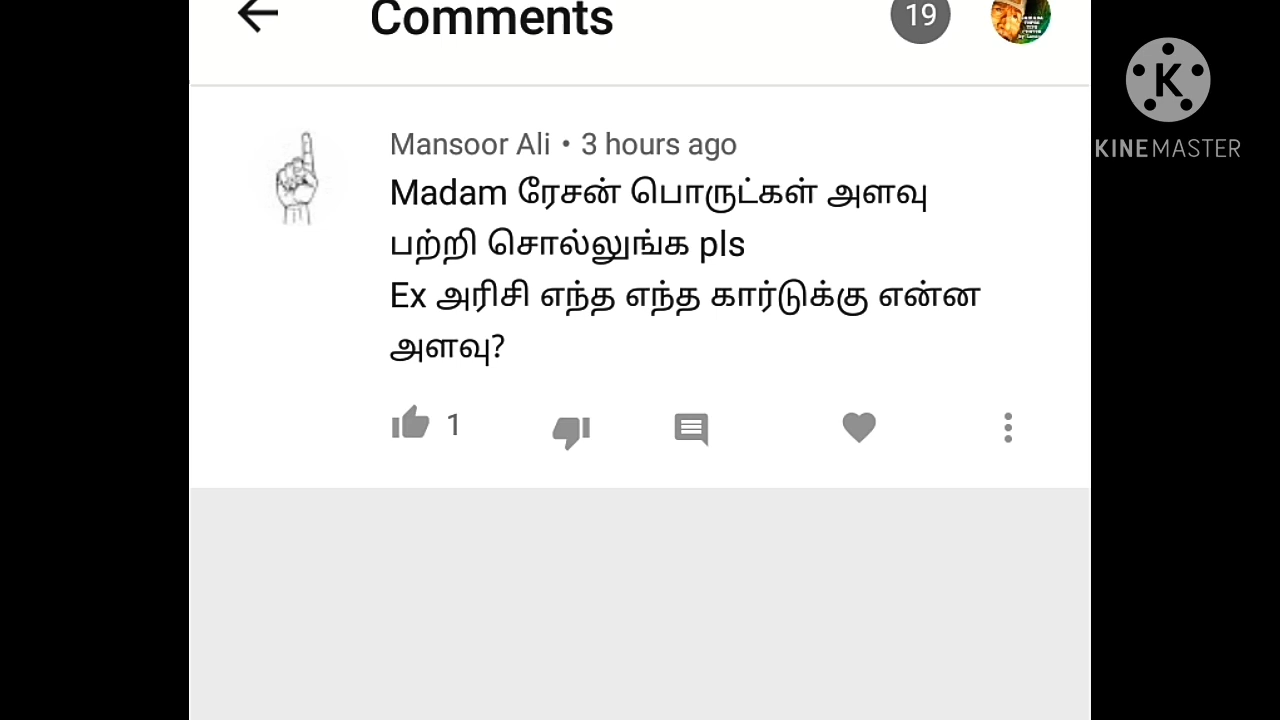 Comments
19
Mansoor Ali • 3 hours ago
Madam ரேசன் பொருட்கள் அளவு
பற்றி சொல்லுங்க pls
Ex அரிசி எந்த எந்த கார்டுக்கு என்ன
அளவு?
1
K
KINEMASTER